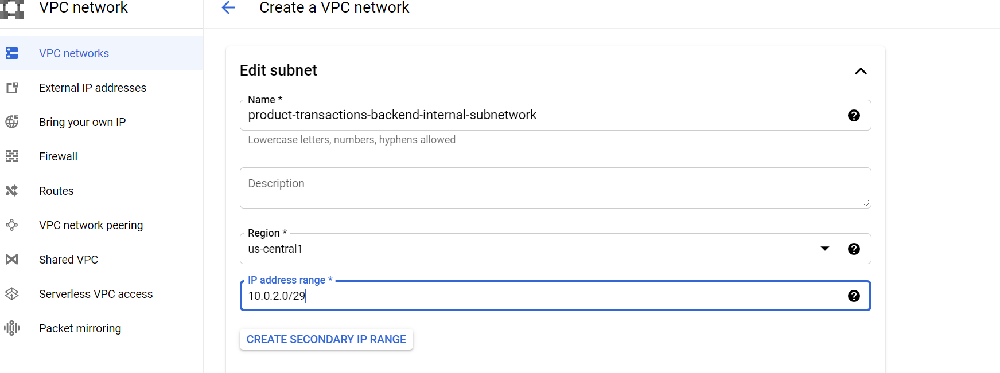 VPC network
Create a VPC network
VPC networks
External IP addresses
Bring your own IP
Firewall
Routes
VPC network peering
Shared VPC
Serverless VPC access
Packet mirroring
Edit subnet
Name *
product-transactions-backend-internal-subnetwork
Lowercase letters, numbers, hyphens allowed
Description
Region *
us-central1
IP address range *
10.0.2.0/29
CREATE SECONDARY IP RANGE